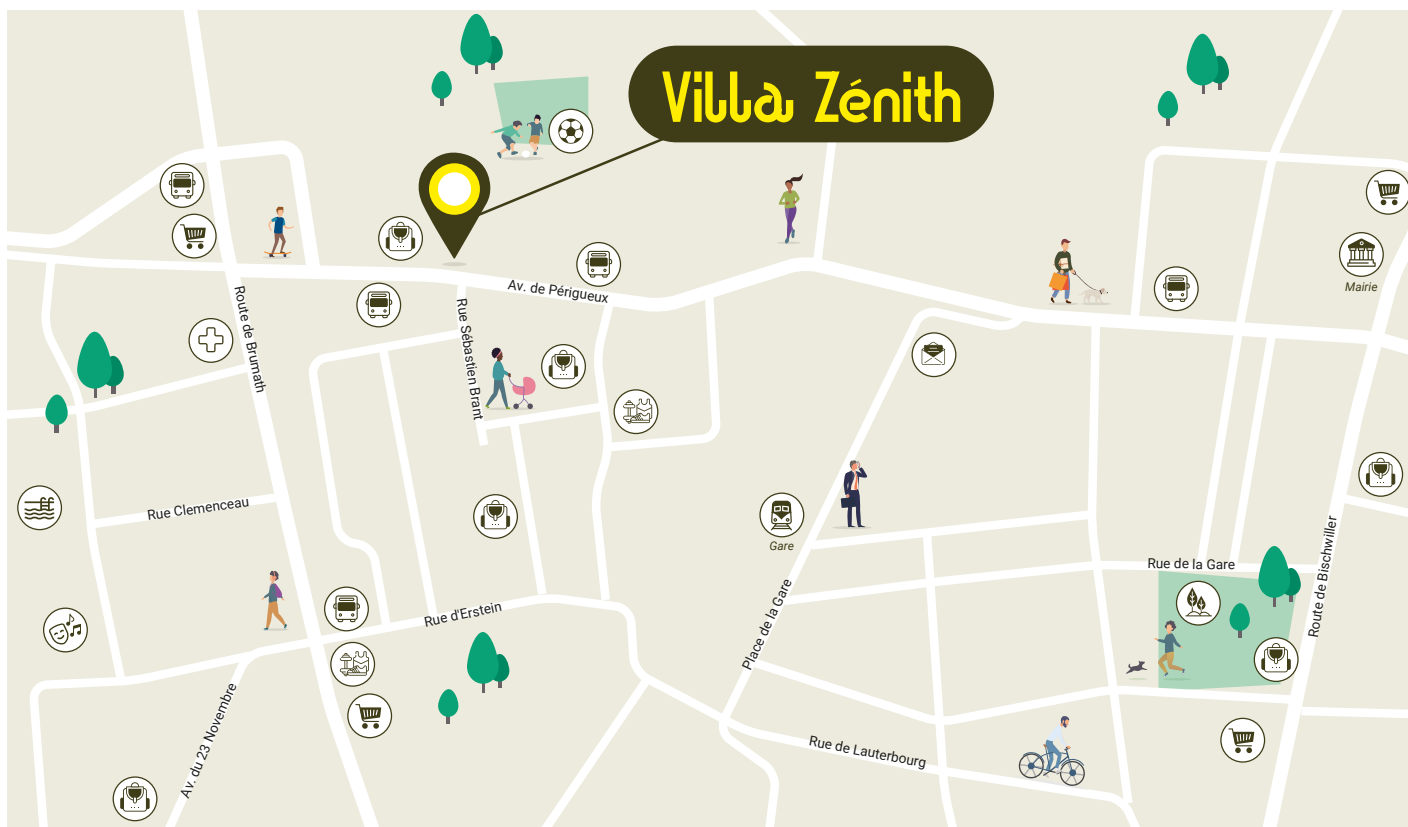 Villa Zénith
Av. de Périgueux
Mairie
Route de Brumath
Rue Sébastien Brant
Rue Clemenceau
Gare
Rue de la Gare
Route de Bischwiller
Rue d'Erstein
Place de la Gare
Av. du 23 Novembre
Rue de Lauterbourg